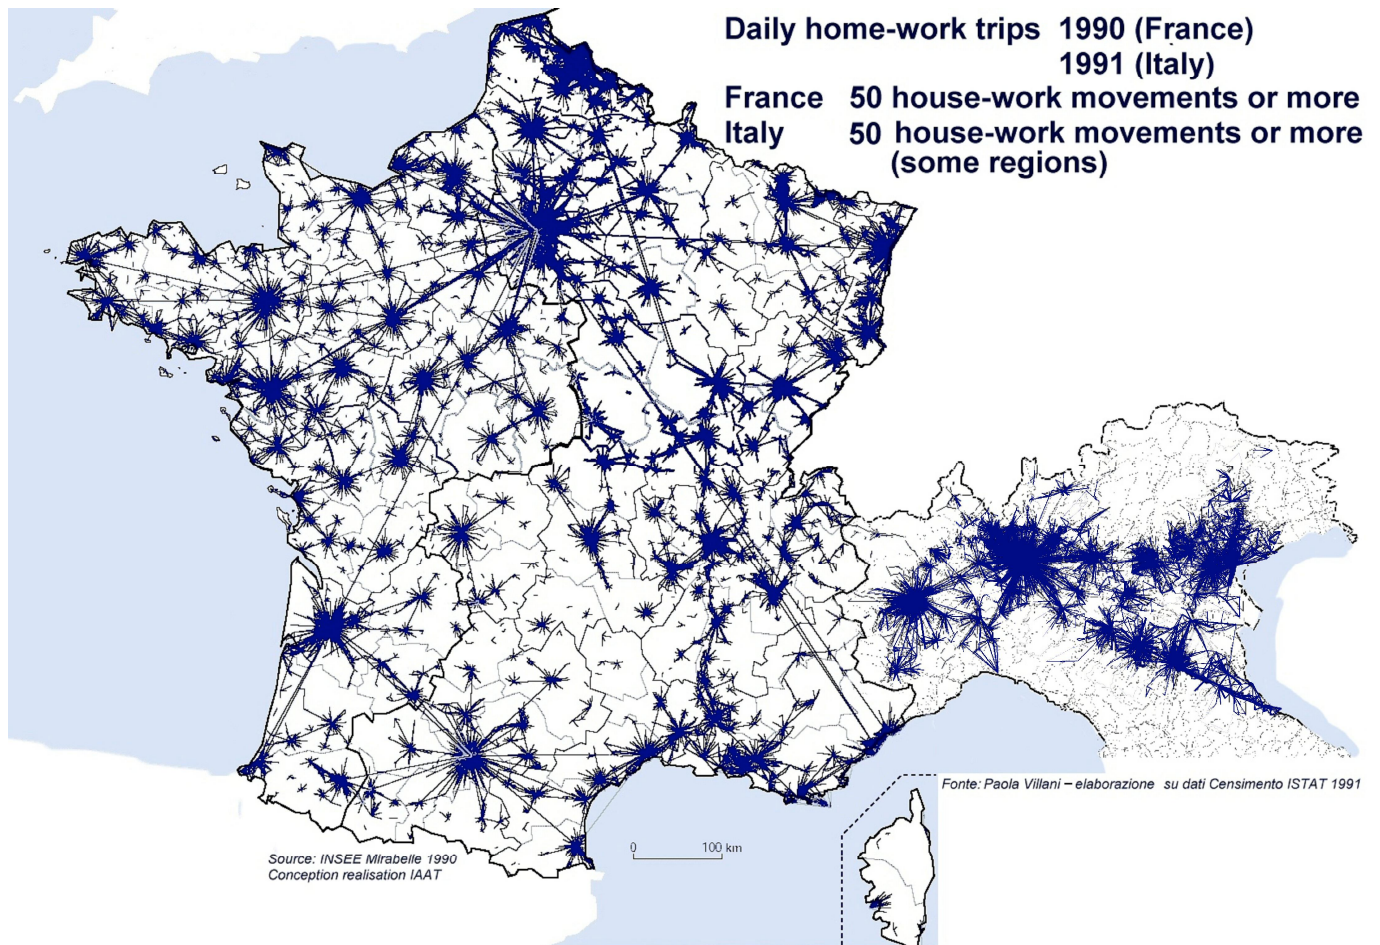 Daily home-work trips 1990 (France)
1991 (Italy)
France 50 house-work movements or more
Italy 50 house-work movements or more
(some regions)
Fonte: Paola Villani – elaborazione su dati Censimento ISTAT 1991
0 100 km
Source: INSEE Mirabelle 1990
Conception realisation IAAT